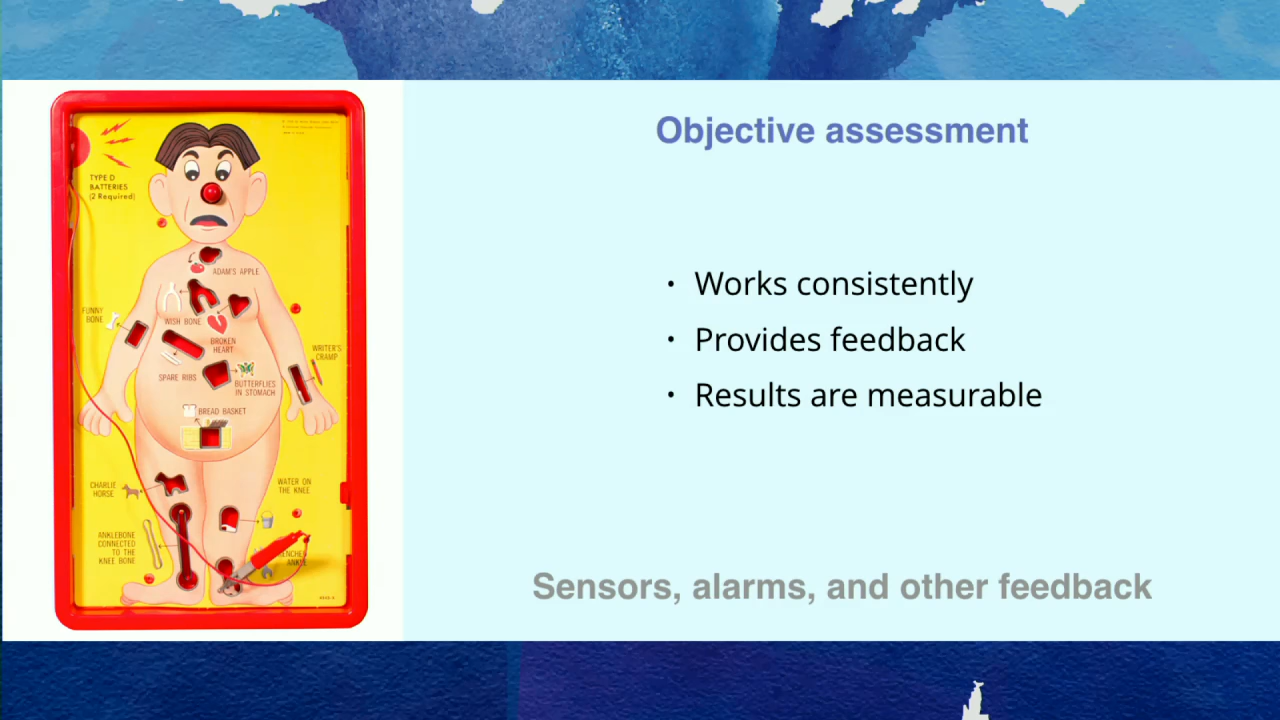 Objective assessment
• Works consistently
• Provides feedback
• Results are measurable
Sensors, alarms, and other feedback
TYPE D
BATTERIES
(2 Required)
ADAM'S APPLE
FUNNY
BONE
WISH BONE
BROKEN
HEART
WRITER'S
CRAMP
SPARE RIBS
BUTTERFLIES
IN STOMACH
BREAD BASKET
CHARLIE
HORSE
WATER ON
THE KNEE
ANKLEBONE
CONNECTED
TO THE
KNEE BONE
ANKLE